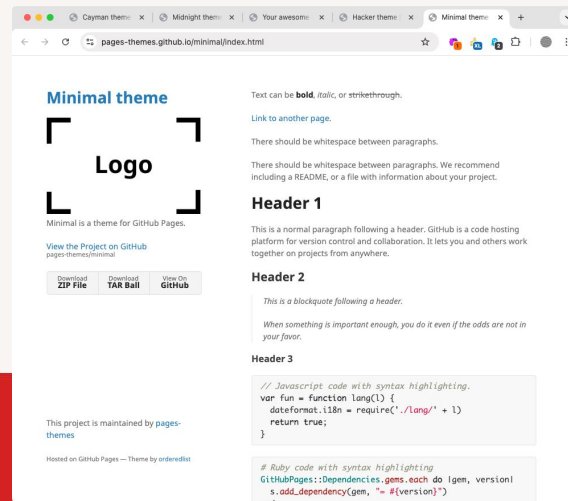 Cayman theme
Midnight them
Your awesome
Hacker theme
Minimal theme
pages-themes.github.io/minimal/index.html
1
XL
2
Minimal theme
Logo
Minimal is a theme for GitHub Pages.
View the Project on GitHub
pages-themes/minimal
Download
ZIP File
Download
TAR Ball
View On
GitHub
This project is maintained by pages-
themes
Hosted on GitHub Pages — Theme by orderedlist
Text can be bold, italic, or strikethrough.
Link to another page.
There should be whitespace between paragraphs.
There should be whitespace between paragraphs. We recommend
including a README, or a file with information about your project.
Header 1
This is a normal paragraph following a header. GitHub is a code hosting
platform for version control and collaboration. It lets you and others work
together on projects from anywhere.
Header 2
This is a blockquote following a header.
When something is important enough, you do it even if the odds are not in
your favor.
Header 3
// Javascript code with syntax highlighting.
var fun = function lang(l) {
  dateformat.i18n = require('./lang/' + l)
  return true;
}
# Ruby code with syntax highlighting
GitHubPages::Dependencies.gems.each do |gem, version|
  s.add_dependency(gem, "= #{version}")